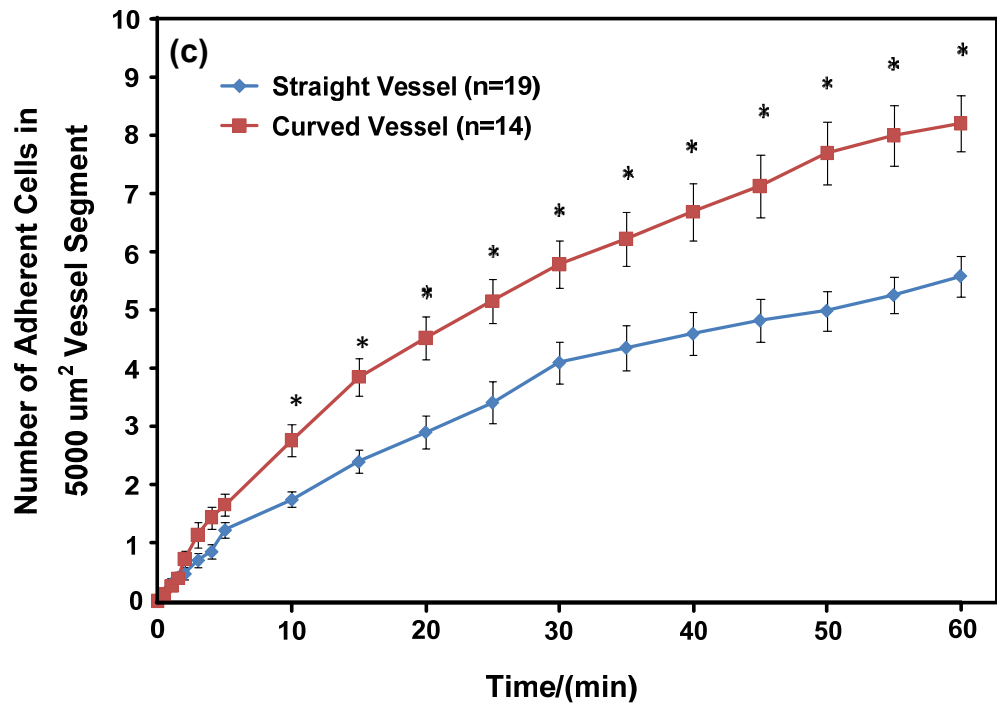 (c)
Straight Vessel (n=19)
Curved Vessel (n=14)
Number of Adherent Cells in
5000 um² Vessel Segment
10
9
8
7
6
5
4
3
2
1
0
* * * * * * * * * * *
0 10 20 30 40 50 60
Time/(min)